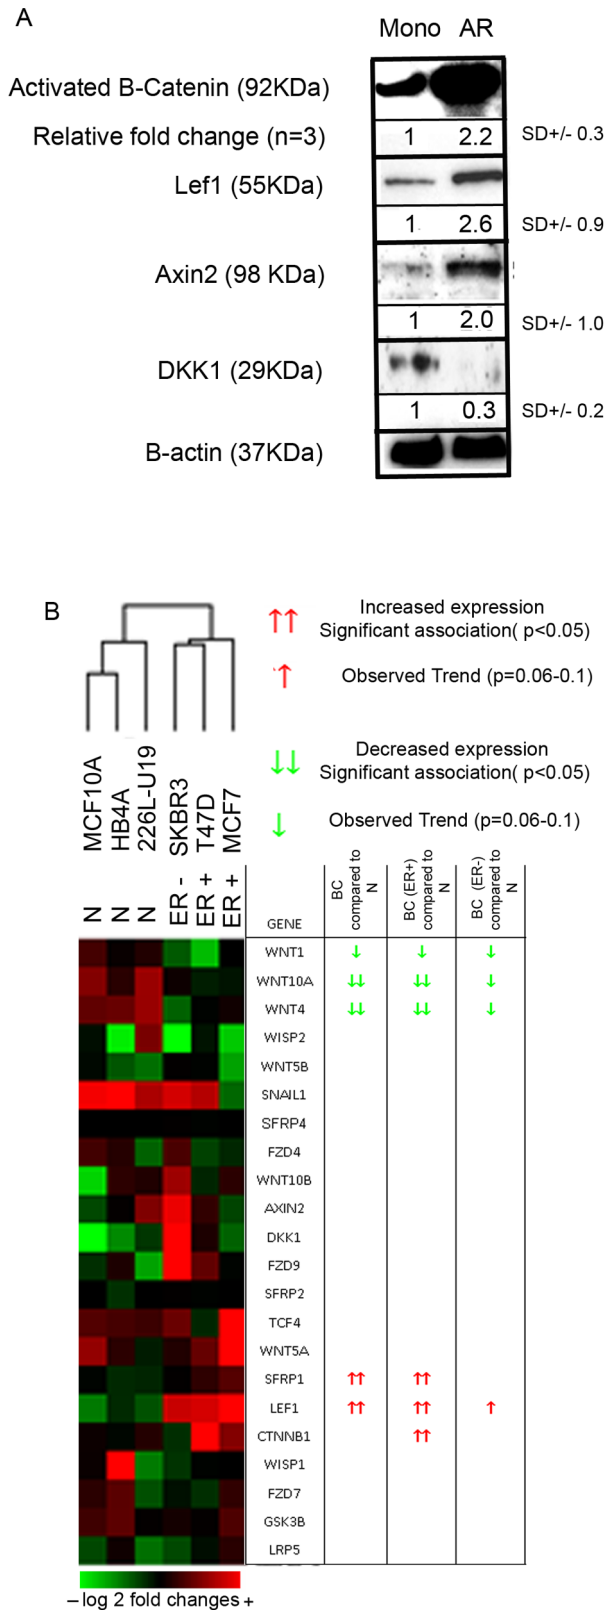 A
Mono AR
Activated B-Catenin (92KDa)
Relative fold change (n=3) 1 2.2 SD+/- 0.3
Lef1 (55KDa)
1 2.6 SD+/- 0.9
Axin2 (98 KDa)
1 2.0 SD+/- 1.0
DKK1 (29KDa)
1 0.3 SD+/- 0.2
B-actin (37KDa)
B
Increased expression
Significant association( p<0.05)
Observed Trend (p=0.06-0.1)
Decreased expression
Significant association( p<0.05)
Observed Trend (p=0.06-0.1)
MCF10A
HB4A
226L-U19
SKBR3
T47D
MCF7
N
N
N
ER -
ER +
ER +
GENE
BC
compared to
N
BC (ER+)
compared to
N
BC (ER-)
compared to
N
WNT1 ↓ ↓ ↓
WNT10A ↓↓ ↓↓ ↓
WNT4 ↓↓ ↓↓ ↓
WISP2
WNT5B
SNAIL1
SFRP4
FZD4
WNT10B
AXIN2
DKK1
FZD9
SFRP2
TCF4
WNT5A
SFRP1 ↑↑ ↑↑
LEF1 ↑↑ ↑↑ ↑
CTNNB1 ↑↑
WISP1
FZD7
GSK3B
LRP5
– log 2 fold changes +